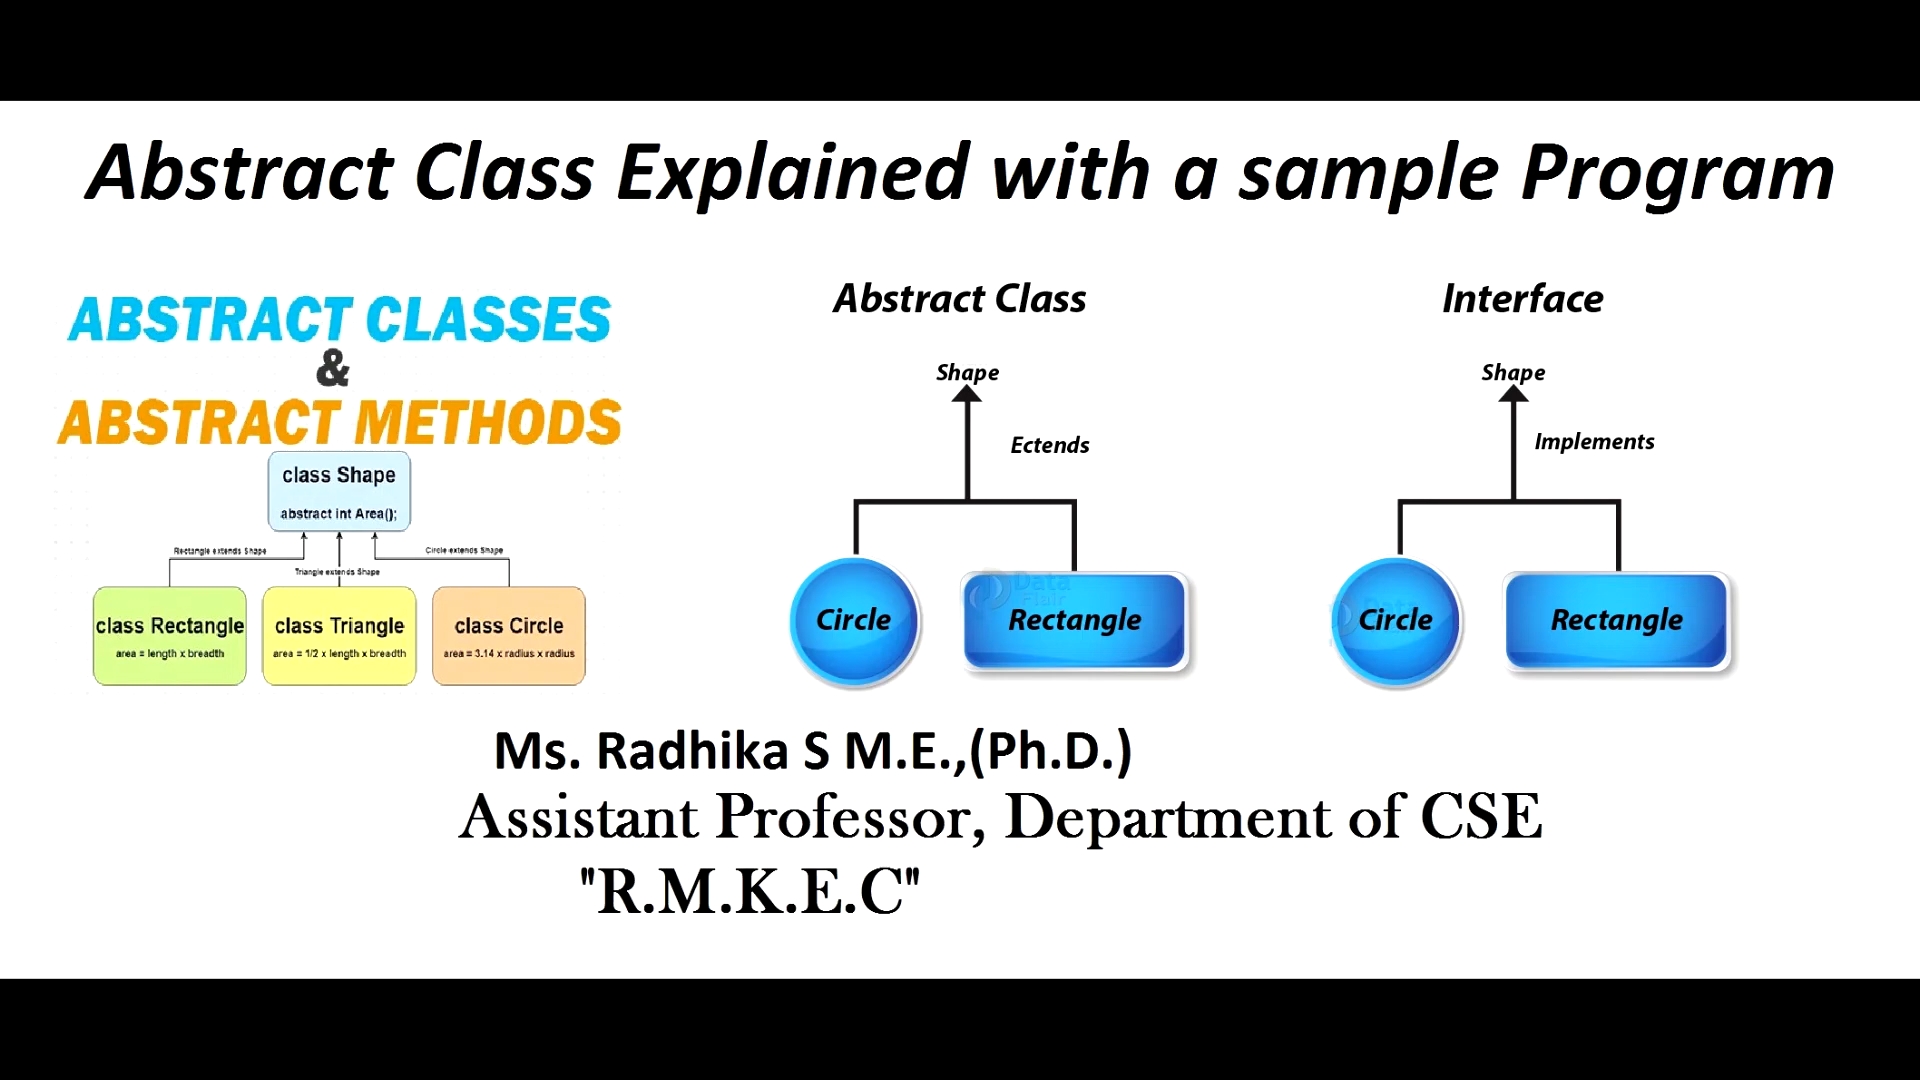 Abstract Class Explained with a sample Program
ABSTRACT CLASSES
&
ABSTRACT METHODS
class Shape
abstract int Area();
Rectangle extends Shape
Circle extends Shape
Triangle extends Shape
class Rectangle
area = length x breadth
class Triangle
area = 1/2 x length x breadth
class Circle
area = 3.14 x radius x radius
Abstract Class
Shape
Ectends
Data
Flair
Circle
Rectangle
Interface
Shape
Implements
Data
Circle
Rectangle
Ms. Radhika S M.E.,(Ph.D.)
Assistant Professor, Department of CSE
"R.M.K.E.C"